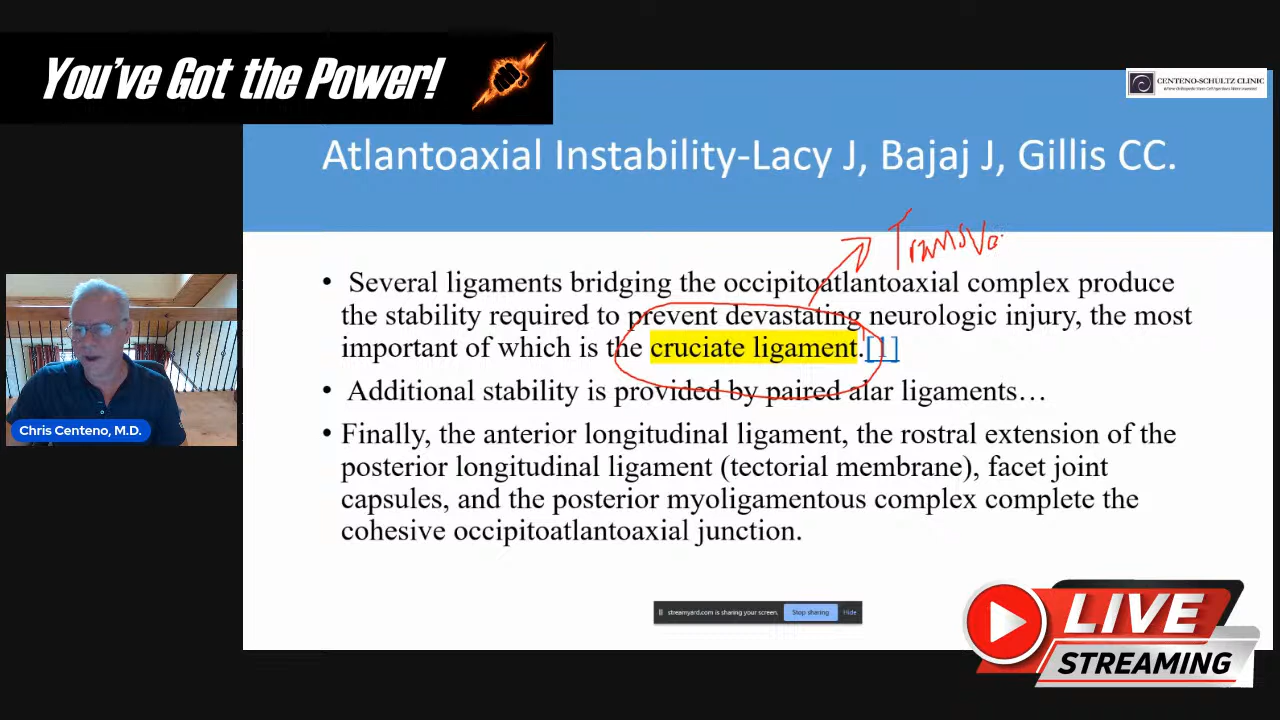 You've Got the Power!
CENTENO-SCHULTZ CLINIC
Atlantoaxial Instability-Lacy J, Bajaj J, Gillis CC.
Transve
• Several ligaments bridging the occipitoatlantoaxial complex produce
the stability required to prevent devastating neurologic injury, the most
important of which is the cruciate ligament.[1]
• Additional stability is provided by paired alar ligaments…
• Finally, the anterior longitudinal ligament, the rostral extension of the
posterior longitudinal ligament (tectorial membrane), facet joint
capsules, and the posterior myoligamentous complex complete the
cohesive occipitoatlantoaxial junction.
Chris Centeno, M.D.
streamyard.com is sharing your screen. Stop sharing Hide
LIVE
STREAMING